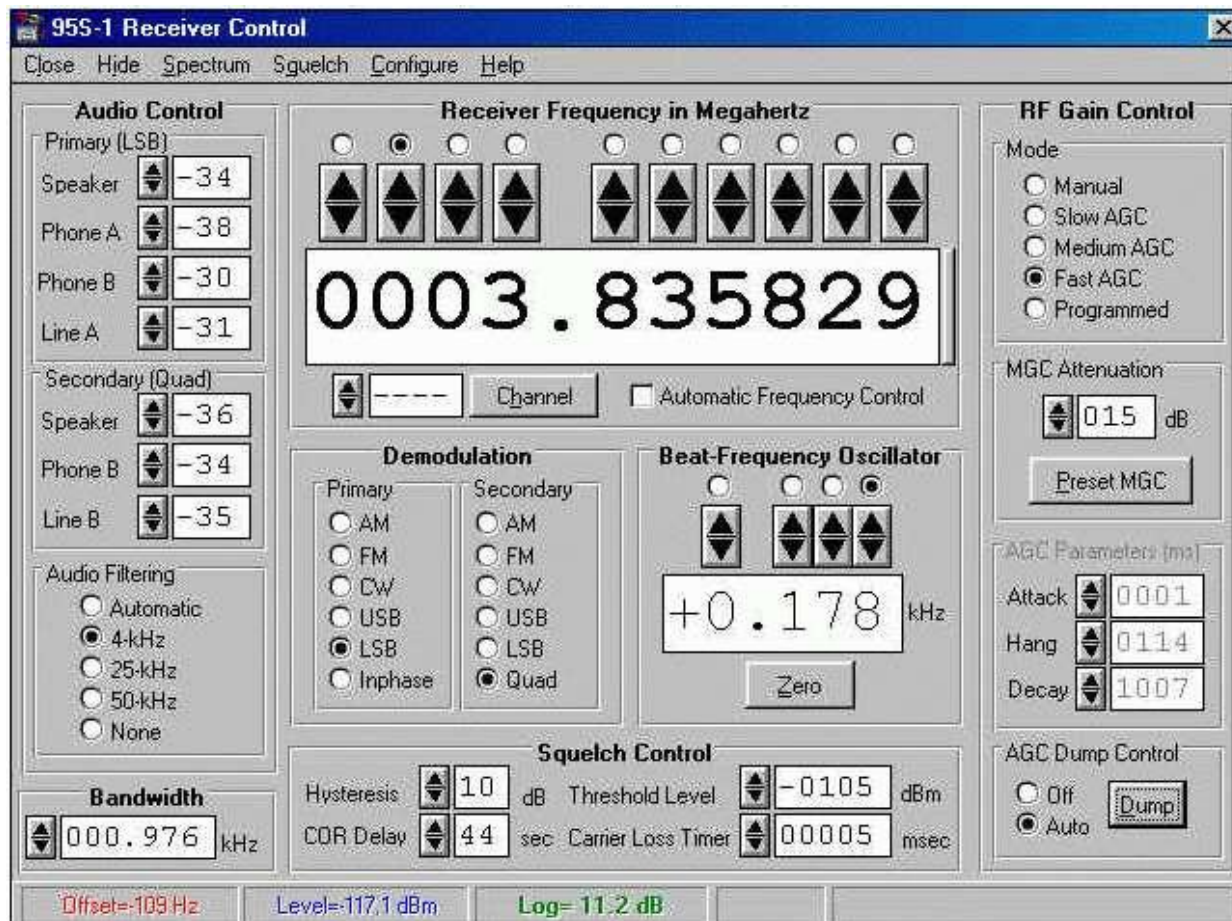 95S-1 Receiver Control
Close Hide Spectrum Sguelch Configure Help
Audio Control
Primary (LSB)
Speaker -34
Phone A -38
Phone B -30
Line A -31
Secondary (Quad)
Speaker -36
Phone B -34
Line B -35
Audio Filtering
Automatic
4-kHz
25-kHz
50-kHz
None
Bandwidth
000.976 kHz
Receiver Frequency in Megahertz
0003.835829
---- Channel Automatic Frequency Control
Demodulation
Primary
AM
FM
CW
USB
LSB
Inphase
Secondary
AM
FM
CW
USB
LSB
Quad
Beat-Frequency Oscillator
+0.178 kHz
Zero
Squelch Control
Hysteresis 10 dB Threshold Level -0105 dBm
COR Delay 44 sec Carrier Loss Timer 00005 msec
RF Gain Control
Mode
Manual
Slow AGC
Medium AGC
Fast AGC
Programmed
MGC Attenuation
015 dB
Preset MGC
AGC Parameters (ms)
Attack 0001
Hang 0114
Decay 1007
AGC Dump Control
Off
Auto
Dump
Offset=-109 Hz Level=-117.1 dBm Log= 11.2 dB